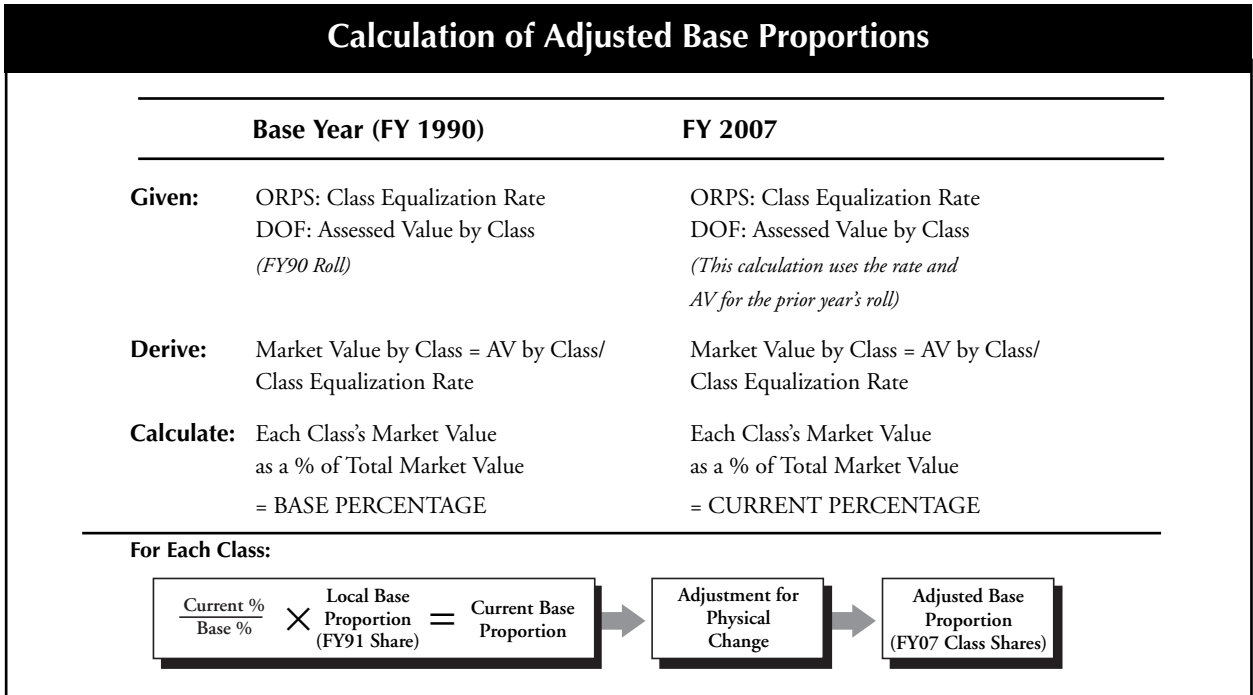 Calculation of Adjusted Base Proportions
Base Year (FY 1990) FY 2007
Given: ORPS: Class Equalization Rate ORPS: Class Equalization Rate
DOF: Assessed Value by Class DOF: Assessed Value by Class
(FY90 Roll) (This calculation uses the rate and
AV for the prior year's roll)
Derive: Market Value by Class = AV by Class/ Market Value by Class = AV by Class/
Class Equalization Rate Class Equalization Rate
Calculate: Each Class's Market Value Each Class's Market Value
as a % of Total Market Value as a % of Total Market Value
= BASE PERCENTAGE = CURRENT PERCENTAGE
For Each Class:
Current %
Base %
×
Local Base
Proportion
(FY91 Share)
=
Current Base
Proportion
Adjustment for
Physical
Change
Adjusted Base
Proportion
(FY07 Class Shares)